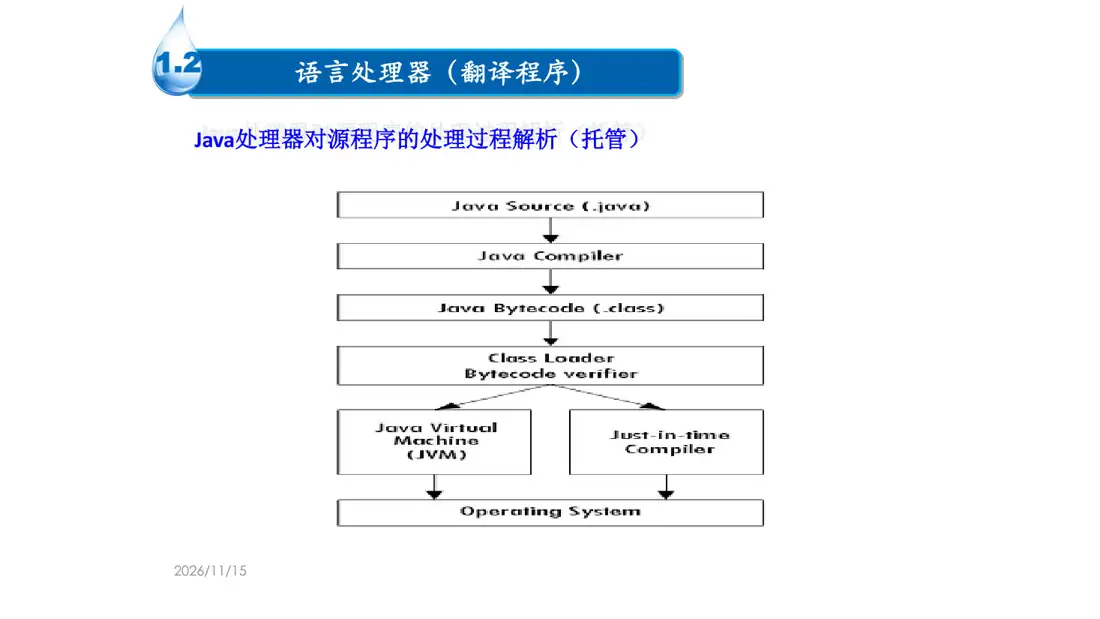 1.2
语言处理器（翻译程序）
Java处理器对源程序的处理过程解析（托管）
Java Source (.java)
Java Compiler
Java Bytecode (.class)
Class Loader
Bytecode verifier
Java Virtual
Machine
(JVM)
Just-in-time
Compiler
Operating System
2026/11/15